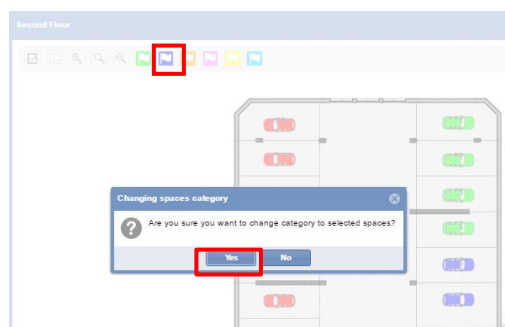 Second Floor
Changing spaces category
Are you sure you want to change category to selected spaces?
Yes
No